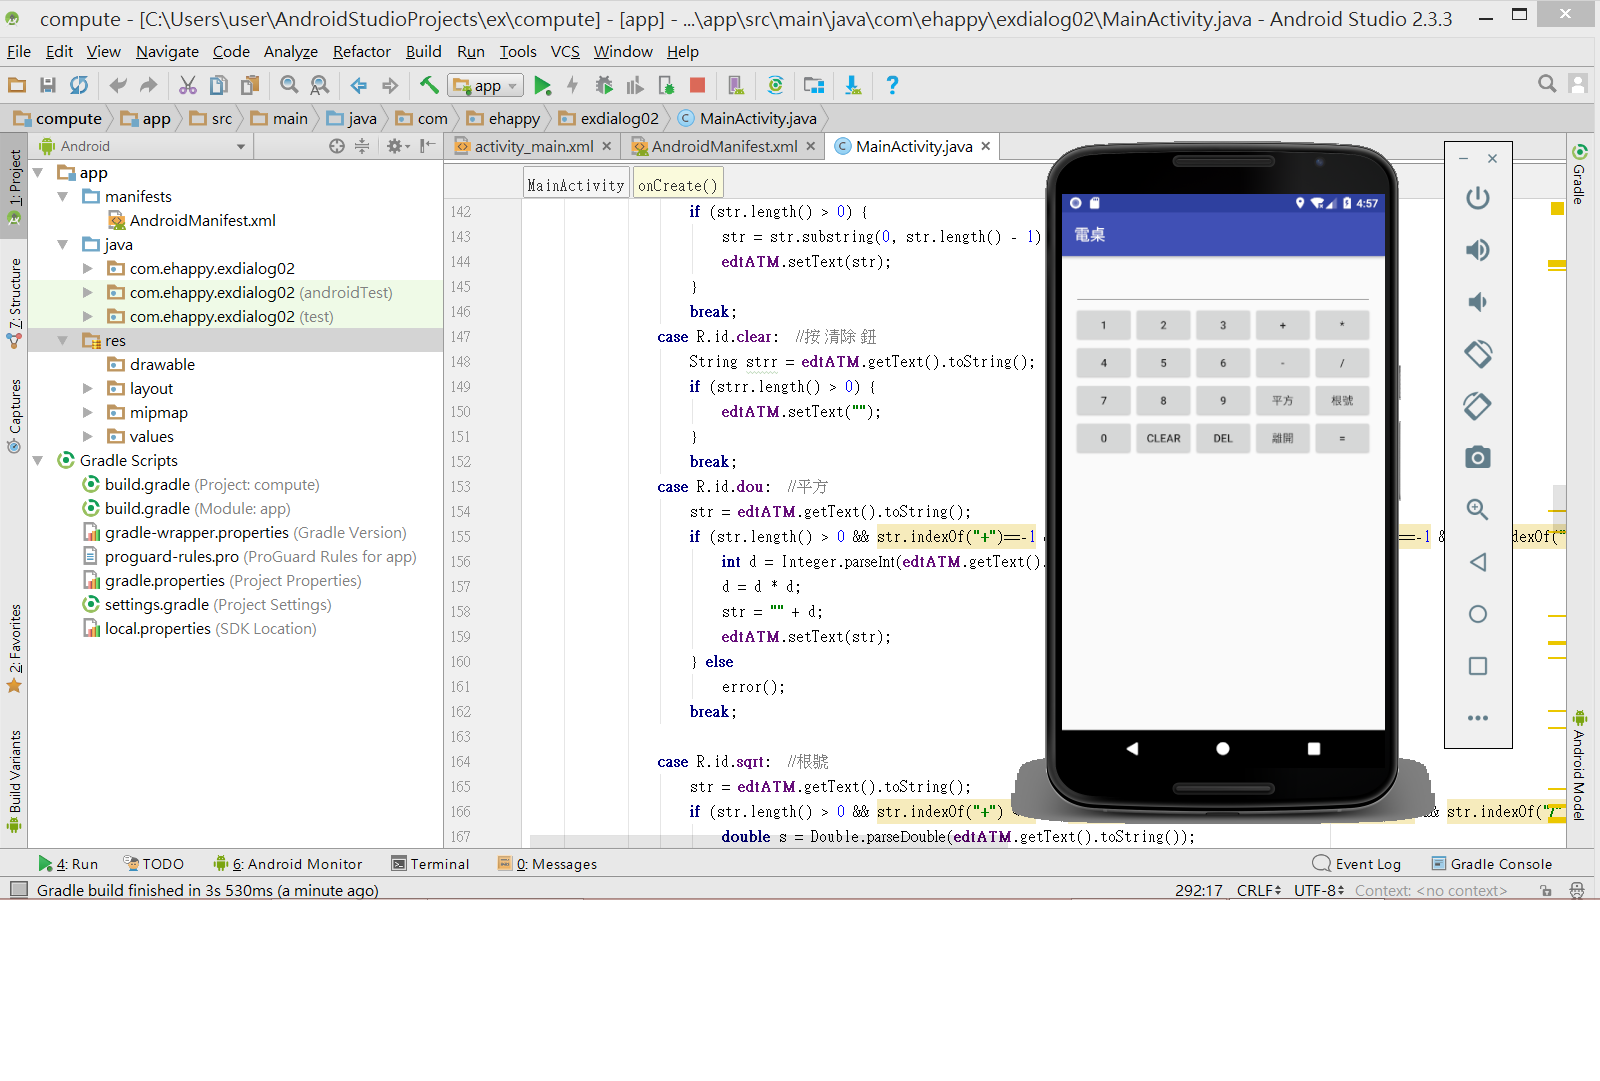 compute - [C:\Users\user\AndroidStudioProjects\ex\compute] - [app] - ...\app\src\main\java\com\ehappy\exdialog02\MainActivity.java - Android Studio 2.3.3
File Edit View Navigate Code Analyze Refactor Build Run Tools VCS Window Help
app
compute app src main java com ehappy exdialog02 MainActivity.java
Android
activity_main.xml AndroidManifest.xml MainActivity.java
MainActivity onCreate()
1: Project
7: Structure
Captures
2: Favorites
Build Variants
app
manifests
AndroidManifest.xml
java
com.ehappy.exdialog02
com.ehappy.exdialog02 (androidTest)
com.ehappy.exdialog02 (test)
res
drawable
layout
mipmap
values
Gradle Scripts
build.gradle (Project: compute)
build.gradle (Module: app)
gradle-wrapper.properties (Gradle Version)
proguard-rules.pro (ProGuard Rules for app)
gradle.properties (Project Properties)
settings.gradle (Project Settings)
local.properties (SDK Location)
142 if (str.length() > 0) {
143 str = str.substring(0, str.length() - 1)
144 edtATM.setText(str);
145 }
146 break;
147 case R.id.clear: //按 清除 鈕
148 String strr = edtATM.getText().toString();
149 if (strr.length() > 0) {
150 edtATM.setText("");
151 }
152 break;
153 case R.id.dou: //平方
154 str = edtATM.getText().toString();
155 if (str.length() > 0 && str.indexOf("+")==-1 ==-1 & dexOf("
156 int d = Integer.parseInt(edtATM.getText().
157 d = d * d;
158 str = "" + d;
159 edtATM.setText(str);
160 } else
161 error();
162 break;
163
164 case R.id.sqrt: //根號
165 str = edtATM.getText().toString();
166 if (str.length() > 0 && str.indexOf("+") & str.indexOf("/
167 double s = Double.parseDouble(edtATM.getText().toString());
4:57
電桌
1 2 3 + *
4 5 6 - /
7 8 9 平方 根號
0 CLEAR DEL 離開 =
Gradle
Android Model
4: Run TODO 6: Android Monitor Terminal 0: Messages Event Log Gradle Console
Gradle build finished in 3s 530ms (a minute ago) 292:17 CRLF UTF-8 Context: <no context>